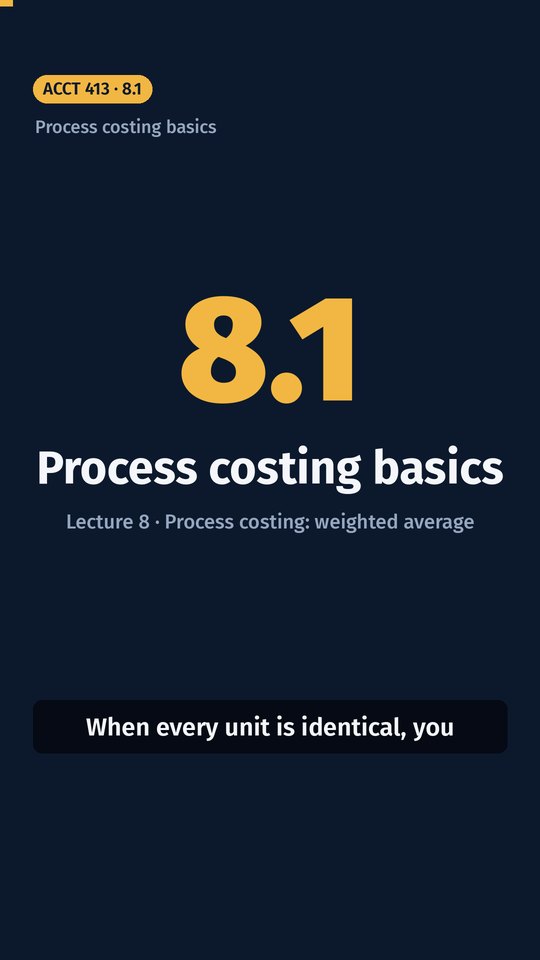 ACCT 413 · 8.1
Process costing basics
8.1
Process costing basics
Lecture 8 · Process costing: weighted average
When every unit is identical, you